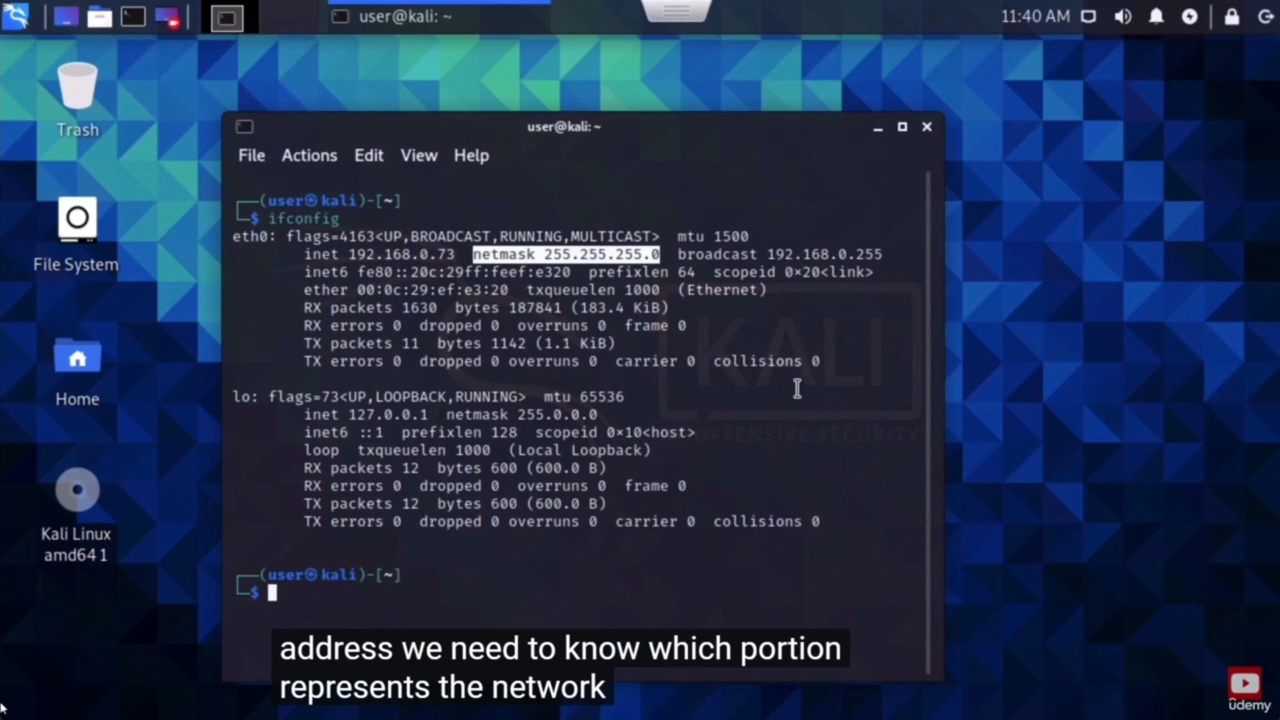 user@kali: ~
11:40 AM
Trash
File System
Home
Kali Linux
amd64 1
user@kali: ~
File Actions Edit View Help
┌──(user㉿kali)-[~]
└─$ ifconfig
eth0: flags=4163<UP,BROADCAST,RUNNING,MULTICAST>  mtu 1500
inet 192.168.0.73  netmask 255.255.255.0  broadcast 192.168.0.255
inet6 fe80::20c:29ff:feef:e320  prefixlen 64  scopeid 0×20<link>
ether 00:0c:29:ef:e3:20  txqueuelen 1000  (Ethernet)
RX packets 1630  bytes 187841 (183.4 KiB)
RX errors 0  dropped 0  overruns 0  frame 0
TX packets 11  bytes 1142 (1.1 KiB)
TX errors 0  dropped 0 overruns 0  carrier 0  collisions 0
lo: flags=73<UP,LOOPBACK,RUNNING>  mtu 65536
inet 127.0.0.1  netmask 255.0.0.0
inet6 ::1  prefixlen 128  scopeid 0×10<host>
loop  txqueuelen 1000  (Local Loopback)
RX packets 12  bytes 600 (600.0 B)
RX errors 0  dropped 0  overruns 0  frame 0
TX packets 12  bytes 600 (600.0 B)
TX errors 0  dropped 0 overruns 0  carrier 0  collisions 0
┌──(user㉿kali)-[~]
└─$
KALI
OFFENSIVE SECURITY
address we need to know which portion
represents the network
ûdemy